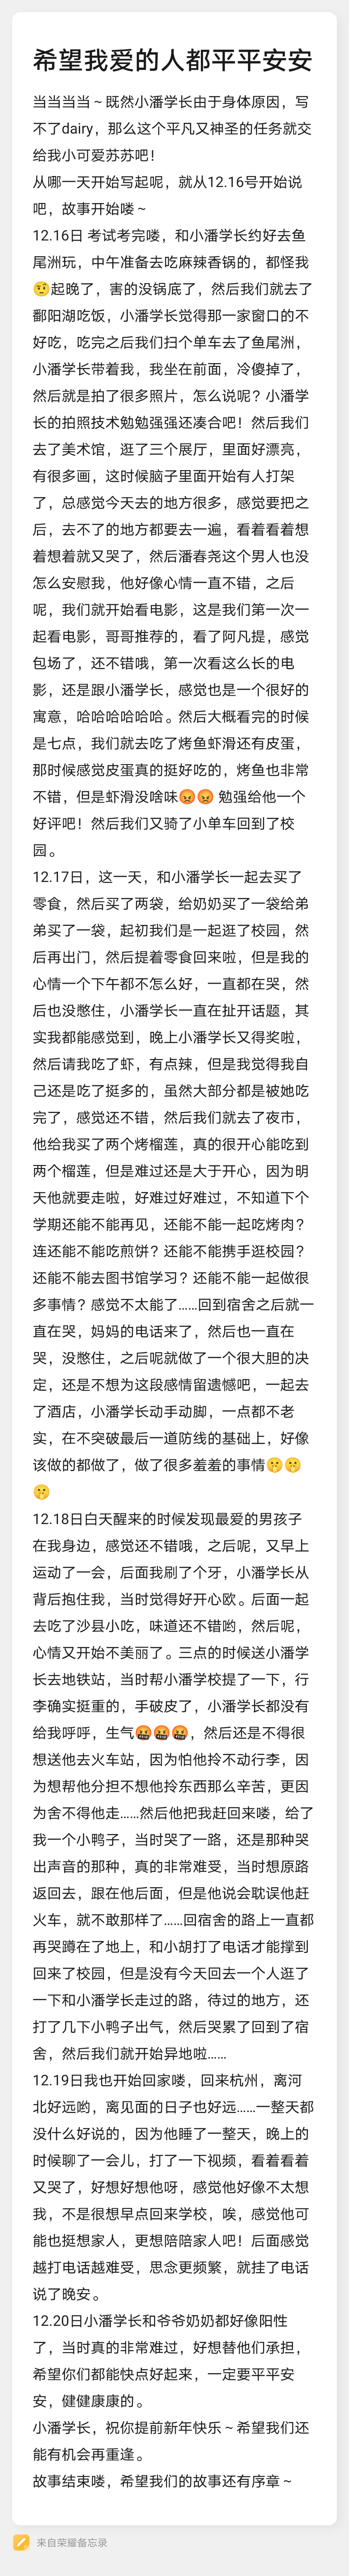 希望我爱的人都平平安安
当当当当～既然小潘学长由于身体原因，写
不了dairy，那么这个平凡又神圣的任务就交
给我小可爱苏苏吧！
从哪一天开始写起呢，就从12.16号开始说
吧，故事开始喽～
12.16日 考试考完喽，和小潘学长约好去鱼
尾洲玩，中午准备去吃麻辣香锅的，都怪我
🤨起晚了，害的没锅底了，然后我们就去了
鄱阳湖吃饭，小潘学长觉得那一家窗口的不
好吃，吃完之后我们扫个单车去了鱼尾洲，
小潘学长带着我，我坐在前面，冷傻掉了，
然后就是拍了很多照片，怎么说呢？小潘学
长的拍照技术勉勉强强还凑合吧！然后我们
去了美术馆，逛了三个展厅，里面好漂亮，
有很多画，这时候脑子里面开始有人打架
了，总感觉今天去的地方很多，感觉要把之
后，去不了的地方都要去一遍，看着看着想
着想着就又哭了，然后潘春尧这个男人也没
怎么安慰我，他好像心情一直不错，之后
呢，我们就开始看电影，这是我们第一次一
起看电影，哥哥推荐的，看了阿凡提，感觉
包场了，还不错哦，第一次看这么长的电
影，还是跟小潘学长，感觉也是一个很好的
寓意，哈哈哈哈哈哈。然后大概看完的时候
是七点，我们就去吃了烤鱼虾滑还有皮蛋，
那时候感觉皮蛋真的挺好吃的，烤鱼也非常
不错，但是虾滑没啥味😡😡 勉强给他一个
好评吧！然后我们又骑了小单车回到了校
园。
12.17日，这一天，和小潘学长一起去买了
零食，然后买了两袋，给奶奶买了一袋给弟
弟买了一袋，起初我们是一起逛了校园，然
后再出门，然后提着零食回来啦，但是我的
心情一个下午都不怎么好，一直都在哭，然
后也没憋住，小潘学长一直在扯开话题，其
实我都能感觉到，晚上小潘学长又得奖啦，
然后请我吃了虾，有点辣，但是我觉得我自
己还是吃了挺多的，虽然大部分都是被她吃
完了，感觉还不错，然后我们就去了夜市，
他给我买了两个烤榴莲，真的很开心能吃到
两个榴莲，但是难过还是大于开心，因为明
天他就要走啦，好难过好难过，不知道下个
学期还能不能再见，还能不能一起吃烤肉？
连还能不能吃煎饼？还能不能携手逛校园？
还能不能去图书馆学习？还能不能一起做很
多事情？感觉不太能了……回到宿舍之后就一
直在哭，妈妈的电话来了，然后也一直在
哭，没憋住，之后呢就做了一个很大胆的决
定，还是不想为这段感情留遗憾吧，一起去
了酒店，小潘学长动手动脚，一点都不老
实，在不突破最后一道防线的基础上，好像
该做的都做了，做了很多羞羞的事情🤫🤫
🤫
12.18日白天醒来的时候发现最爱的男孩子
在我身边，感觉还不错哦，之后呢，又早上
运动了一会，后面我刷了个牙，小潘学长从
背后抱住我，当时觉得好开心欧。后面一起
去吃了沙县小吃，味道还不错哟，然后呢，
心情又开始不美丽了。三点的时候送小潘学
长去地铁站，当时帮小潘学校提了一下，行
李确实挺重的，手破皮了，小潘学长都没有
给我呼呼，生气🤬🤬🤬，然后还是不得很
想送他去火车站，因为怕他拎不动行李，因
为想帮他分担不想他拎东西那么辛苦，更因
为舍不得他走……然后他把我赶回来喽，给了
我一个小鸭子，当时哭了一路，还是那种哭
出声音的那种，真的非常难受，当时想原路
返回去，跟在他后面，但是他说会耽误他赶
火车，就不敢那样了……回宿舍的路上一直都
再哭蹲在了地上，和小胡打了电话才能撑到
回来了校园，但是没有今天回去一个人逛了
一下和小潘学长走过的路，待过的地方，还
打了几下小鸭子出气，然后哭累了回到了宿
舍，然后我们就开始异地啦……
12.19日我也开始回家喽，回来杭州，离河
北好远哟，离见面的日子也好远……一整天都
没什么好说的，因为他睡了一整天，晚上的
时候聊了一会儿，打了一下视频，看着看着
又哭了，好想好想他呀，感觉他好像不太想
我，不是很想早点回来学校，唉，感觉他可
能也挺想家人，更想陪陪家人吧！后面感觉
越打电话越难受，思念更频繁，就挂了电话
说了晚安。
12.20日小潘学长和爷爷奶奶都好像阳性
了，当时真的非常难过，好想替他们承担，
希望你们都能快点好起来，一定要平平安
安，健健康康的。
小潘学长，祝你提前新年快乐～希望我们还
能有机会再重逢。
故事结束喽，希望我们的故事还有序章～
来自荣耀备忘录